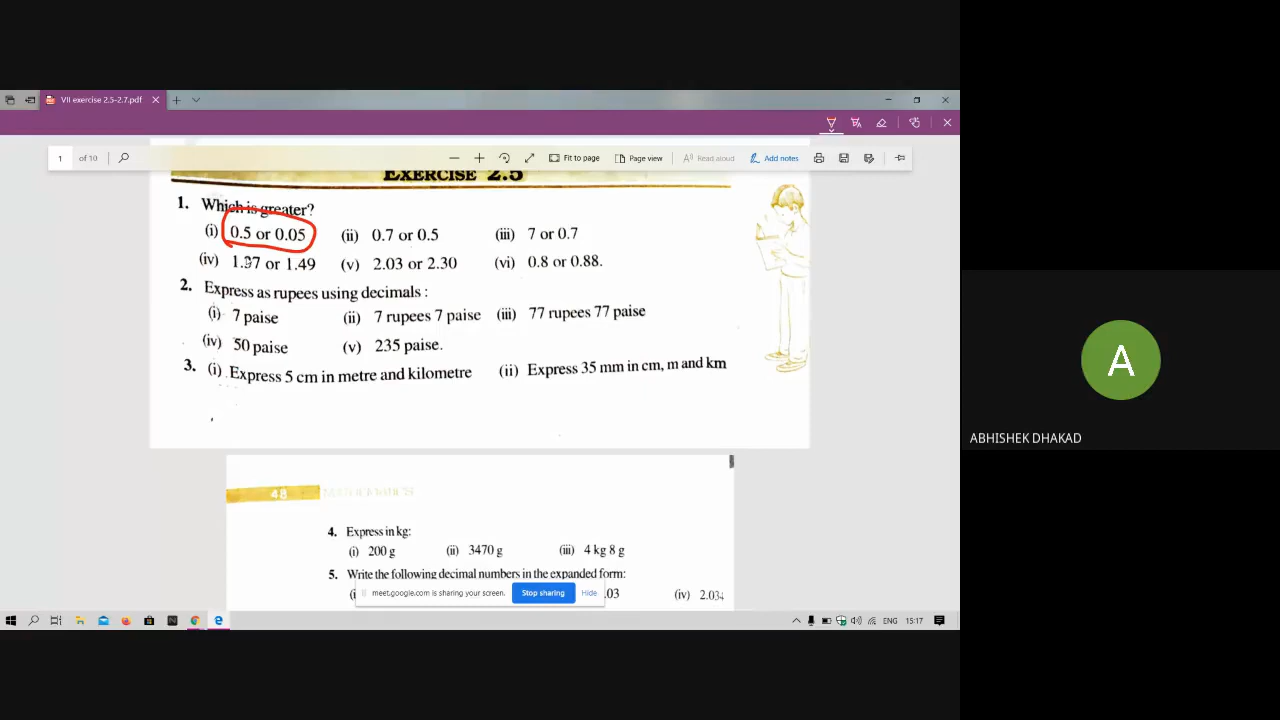 VII exercise 2.5-2.7.pdf
1 of 10
Fit to page Page view Read aloud Add notes
EXERCISE 2.5
1. Which is greater?
(i) 0.5 or 0.05 (ii) 0.7 or 0.5 (iii) 7 or 0.7
(iv) 1.37 or 1.49 (v) 2.03 or 2.30 (vi) 0.8 or 0.88.
2. Express as rupees using decimals :
(i) 7 paise (ii) 7 rupees 7 paise (iii) 77 rupees 77 paise
(iv) 50 paise (v) 235 paise.
3. (i) Express 5 cm in metre and kilometre (ii) Express 35 mm in cm, m and km
A
ABHISHEK DHAKAD
48 MATHEMATICS
4. Express in kg:
(i) 200 g (ii) 3470 g (iii) 4 kg 8 g
5. Write the following decimal numbers in the expanded form:
.03 (iv) 2.034
meet.google.com is sharing your screen. Stop sharing Hide
ENG 15:17